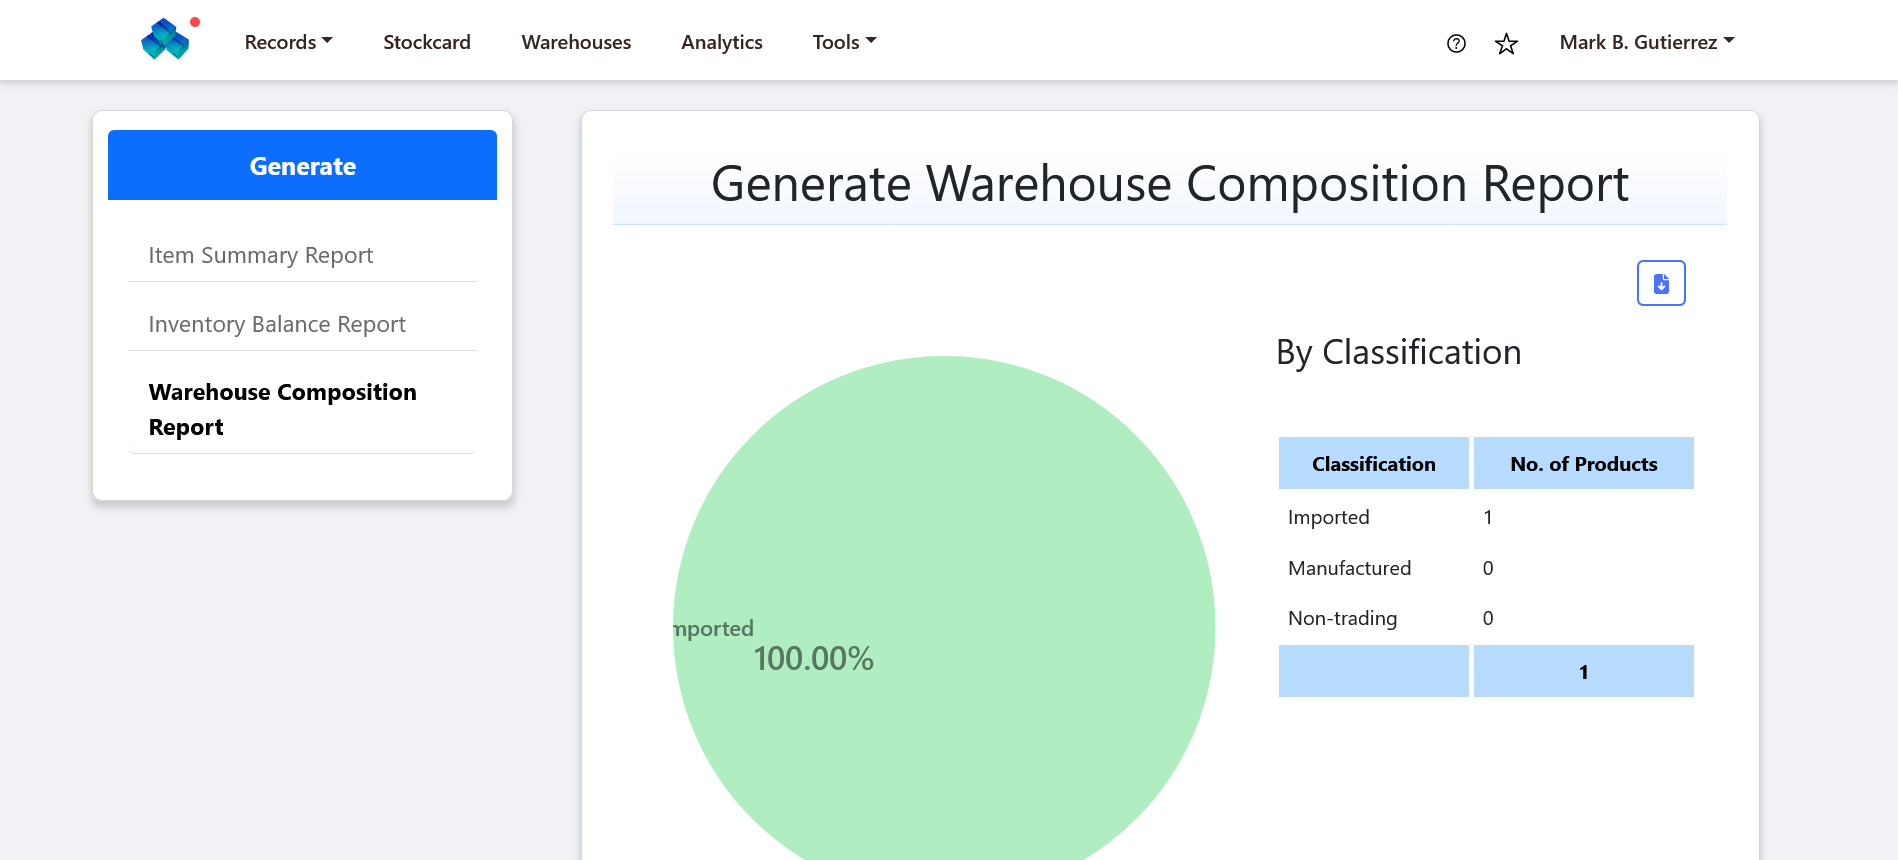 Records
Stockcard
Warehouses
Analytics
Tools
Mark B. Gutierrez
Generate
Item Summary Report
Inventory Balance Report
Warehouse Composition
Report
Generate Warehouse Composition Report
By Classification
mported
100.00%
Classification No. of Products
Imported 1
Manufactured 0
Non-trading 0
1